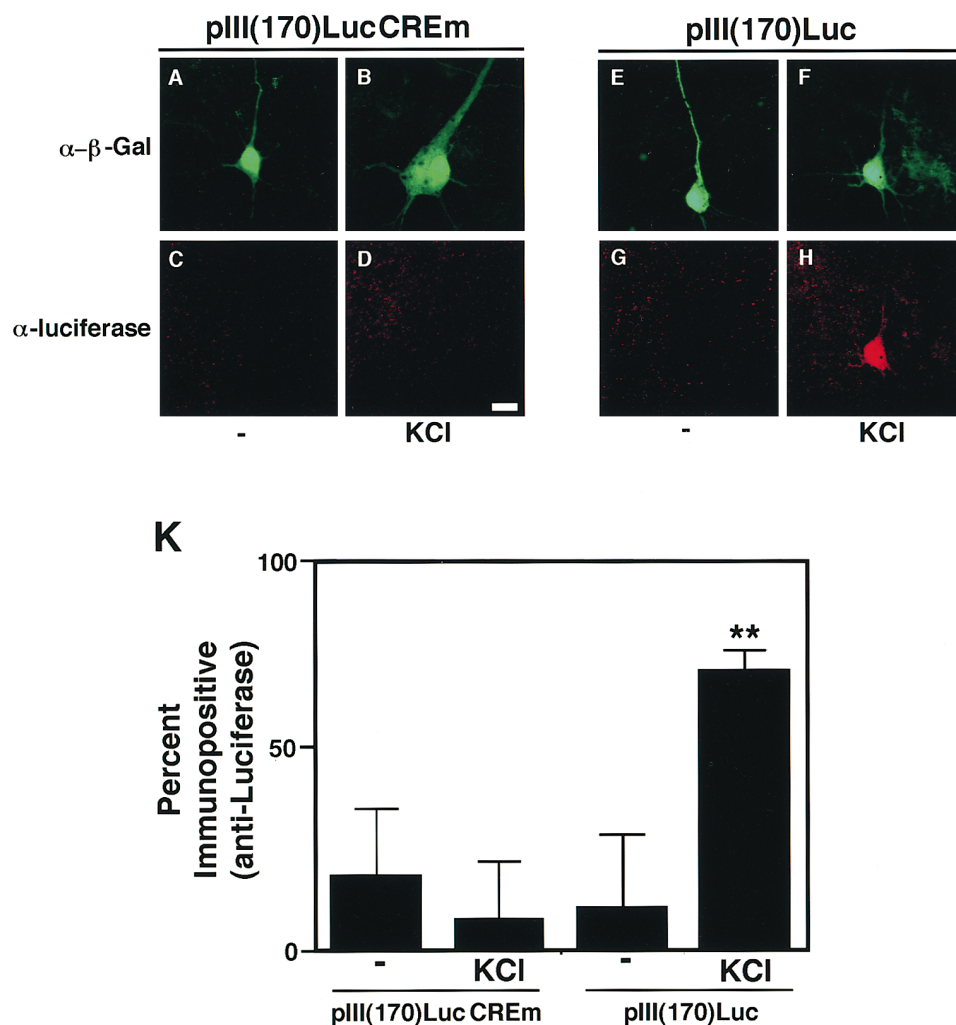 pIII(170)LucCREm pIII(170)Luc
A B E F
α–β-Gal
C D G H
α-luciferase
- KCl - KCl
K
100
50
0
Percent
Immunopositive
(anti-Luciferase)
**
- KCl - KCl
pIII(170)Luc CREm pIII(170)Luc